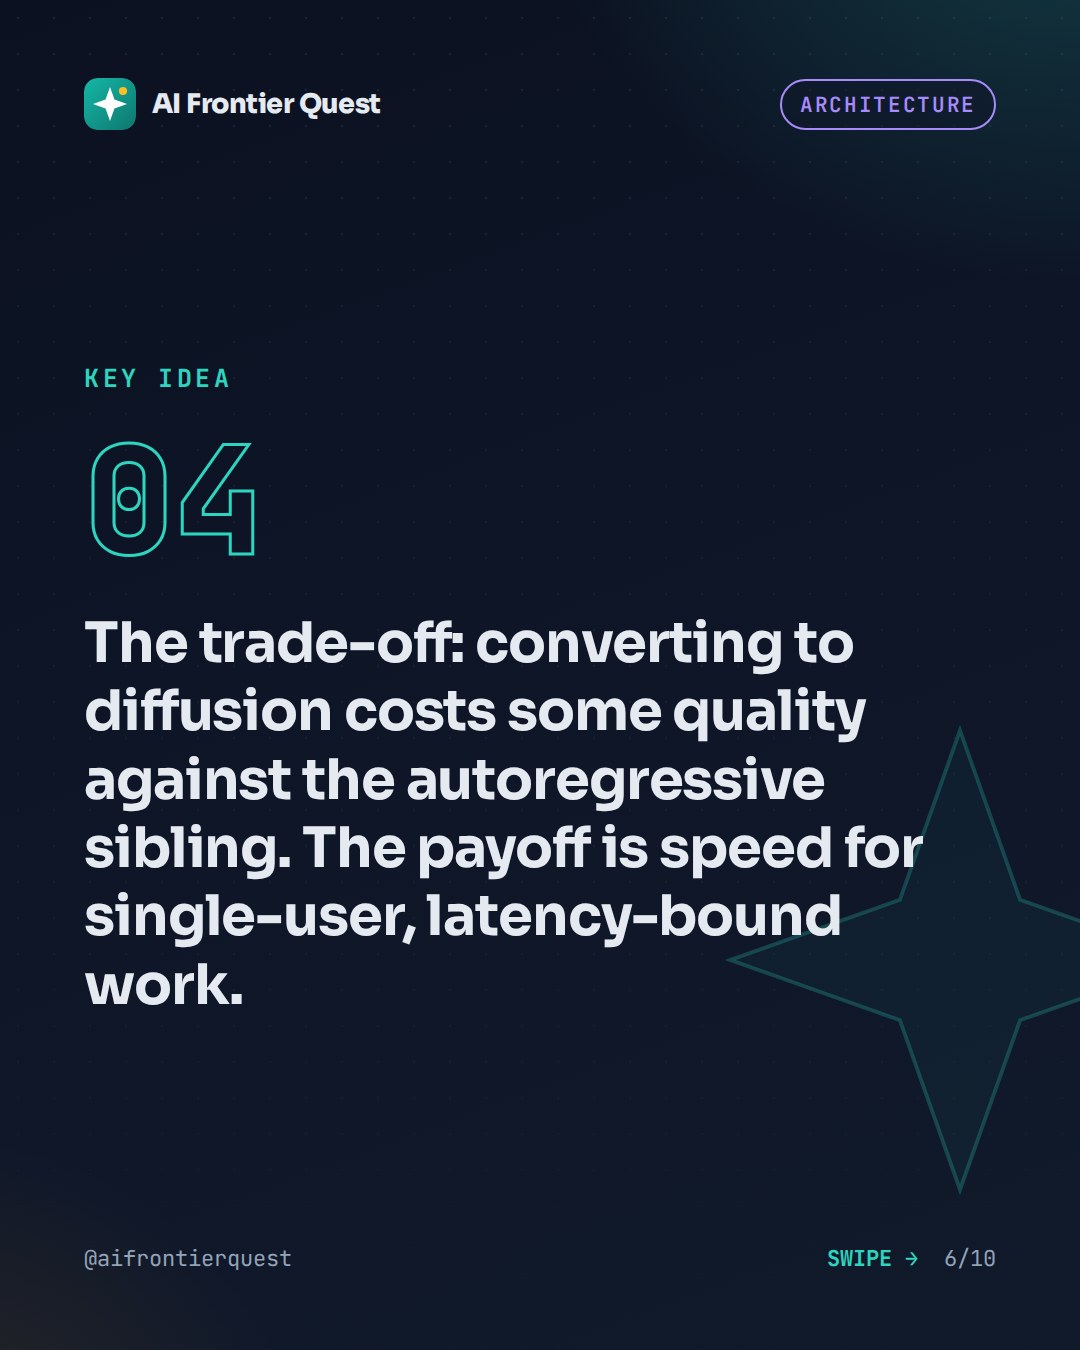 AI Frontier Quest
ARCHITECTURE
KEY IDEA
04
The trade-off: converting to
diffusion costs some quality
against the autoregressive
sibling. The payoff is speed for
single-user, latency-bound
work.
@aifrontierquest
SWIPE → 6/10